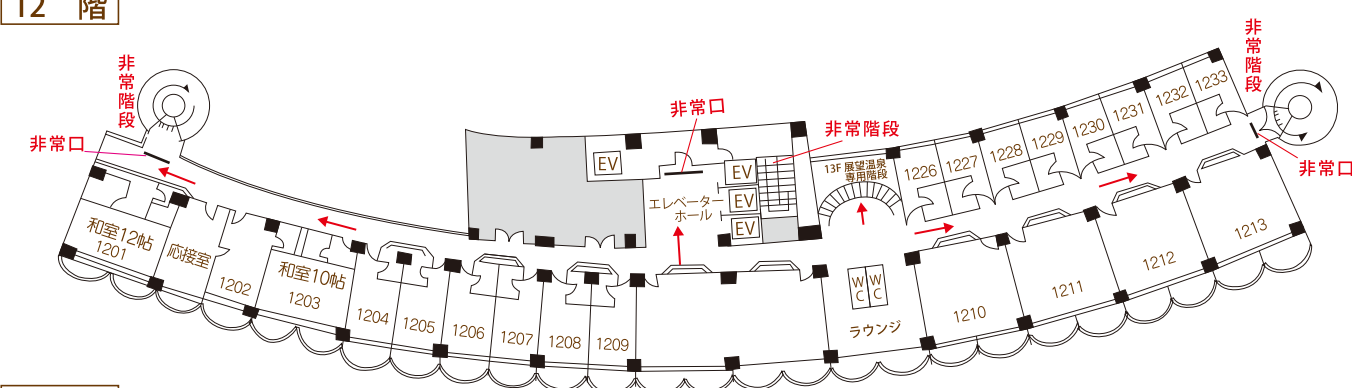 12 階
非常階段
非常口
和室12帖
1201
応接室
1202
和室10帖
1203
1204
1205
1206
1207
1208
1209
EV
非常口
エレベーター
ホール
EV
EV
EV
非常階段
13F 展望温泉
専用階段
WC
WC
ラウンジ
1210
1211
1212
1213
1226
1227
1228
1229
1230
1231
1232
1233
非常階段
非常口